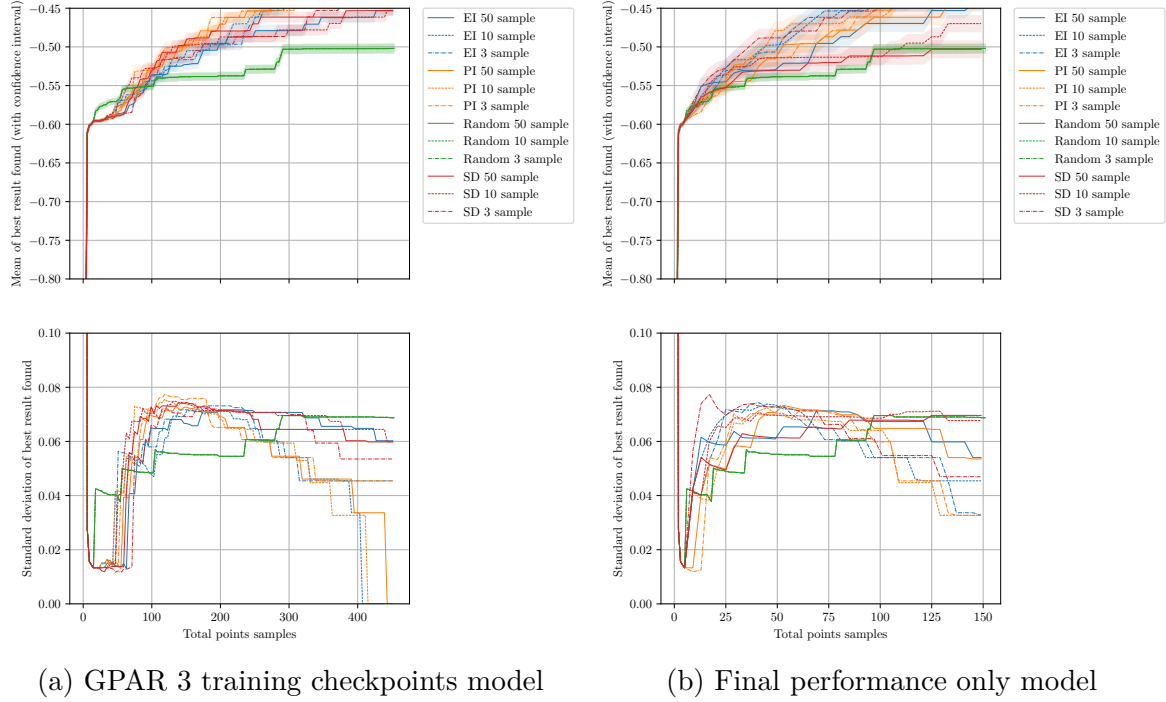 Mean of best result found (with confidence interval)
−0.45
−0.50
−0.55
−0.60
−0.65
−0.70
−0.75
−0.80
EI 50 sample
EI 10 sample
EI 3 sample
PI 50 sample
PI 10 sample
PI 3 sample
Random 50 sample
Random 10 sample
Random 3 sample
SD 50 sample
SD 10 sample
SD 3 sample
Standard deviation of best result found
0.10
0.08
0.06
0.04
0.02
0.00
0 100 200 300 400
Total points samples
(a) GPAR 3 training checkpoints model
Mean of best result found (with confidence interval)
−0.45
−0.50
−0.55
−0.60
−0.65
−0.70
−0.75
−0.80
EI 50 sample
EI 10 sample
EI 3 sample
PI 50 sample
PI 10 sample
PI 3 sample
Random 50 sample
Random 10 sample
Random 3 sample
SD 50 sample
SD 10 sample
SD 3 sample
Standard deviation of best result found
0.10
0.08
0.06
0.04
0.02
0.00
0 25 50 75 100 125 150
Total points samples
(b) Final performance only model